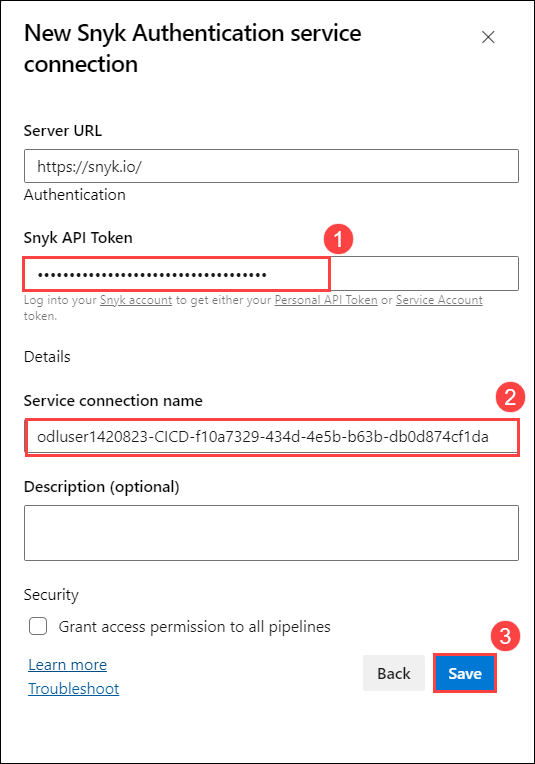 New Snyk Authentication service
connection
Server URL
https://snyk.io/
Authentication
Snyk API Token
1
•••••••••••••••••••••••••••••••••••••
Log into your Snyk account to get either your Personal API Token or Service Account
token.
Details
Service connection name
2
odluser1420823-CICD-f10a7329-434d-4e5b-b63b-db0d874cf1da
Description (optional)
Security
Grant access permission to all pipelines
3
Learn more
Back
Save
Troubleshoot